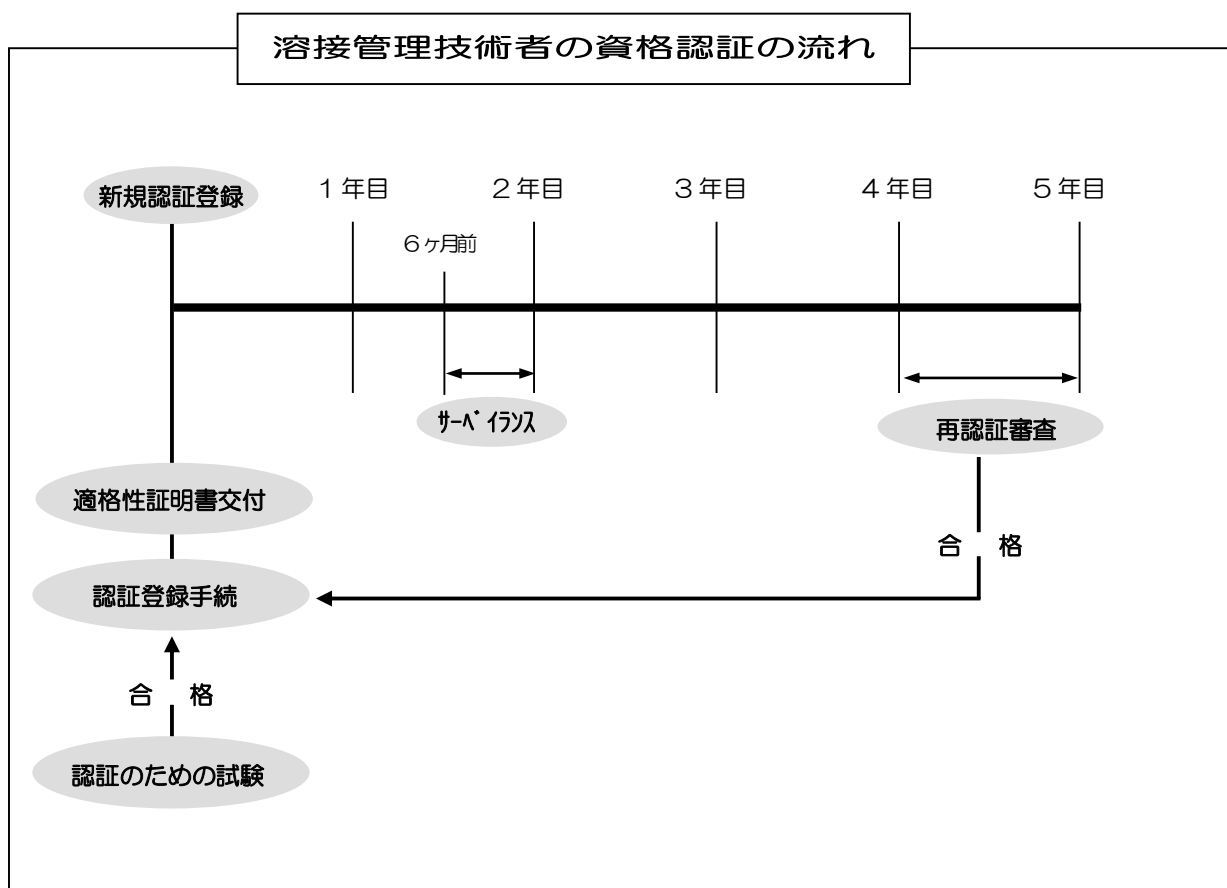 溶接管理技術者の資格認証の流れ
新規認証登録
１年目
２年目
３年目
４年目
５年目
６ヶ月前
ｻｰﾍﾞｲﾗﾝｽ
再認証審査
適格性証明書交付
合　格
認証登録手続
合　格
認証のための試験